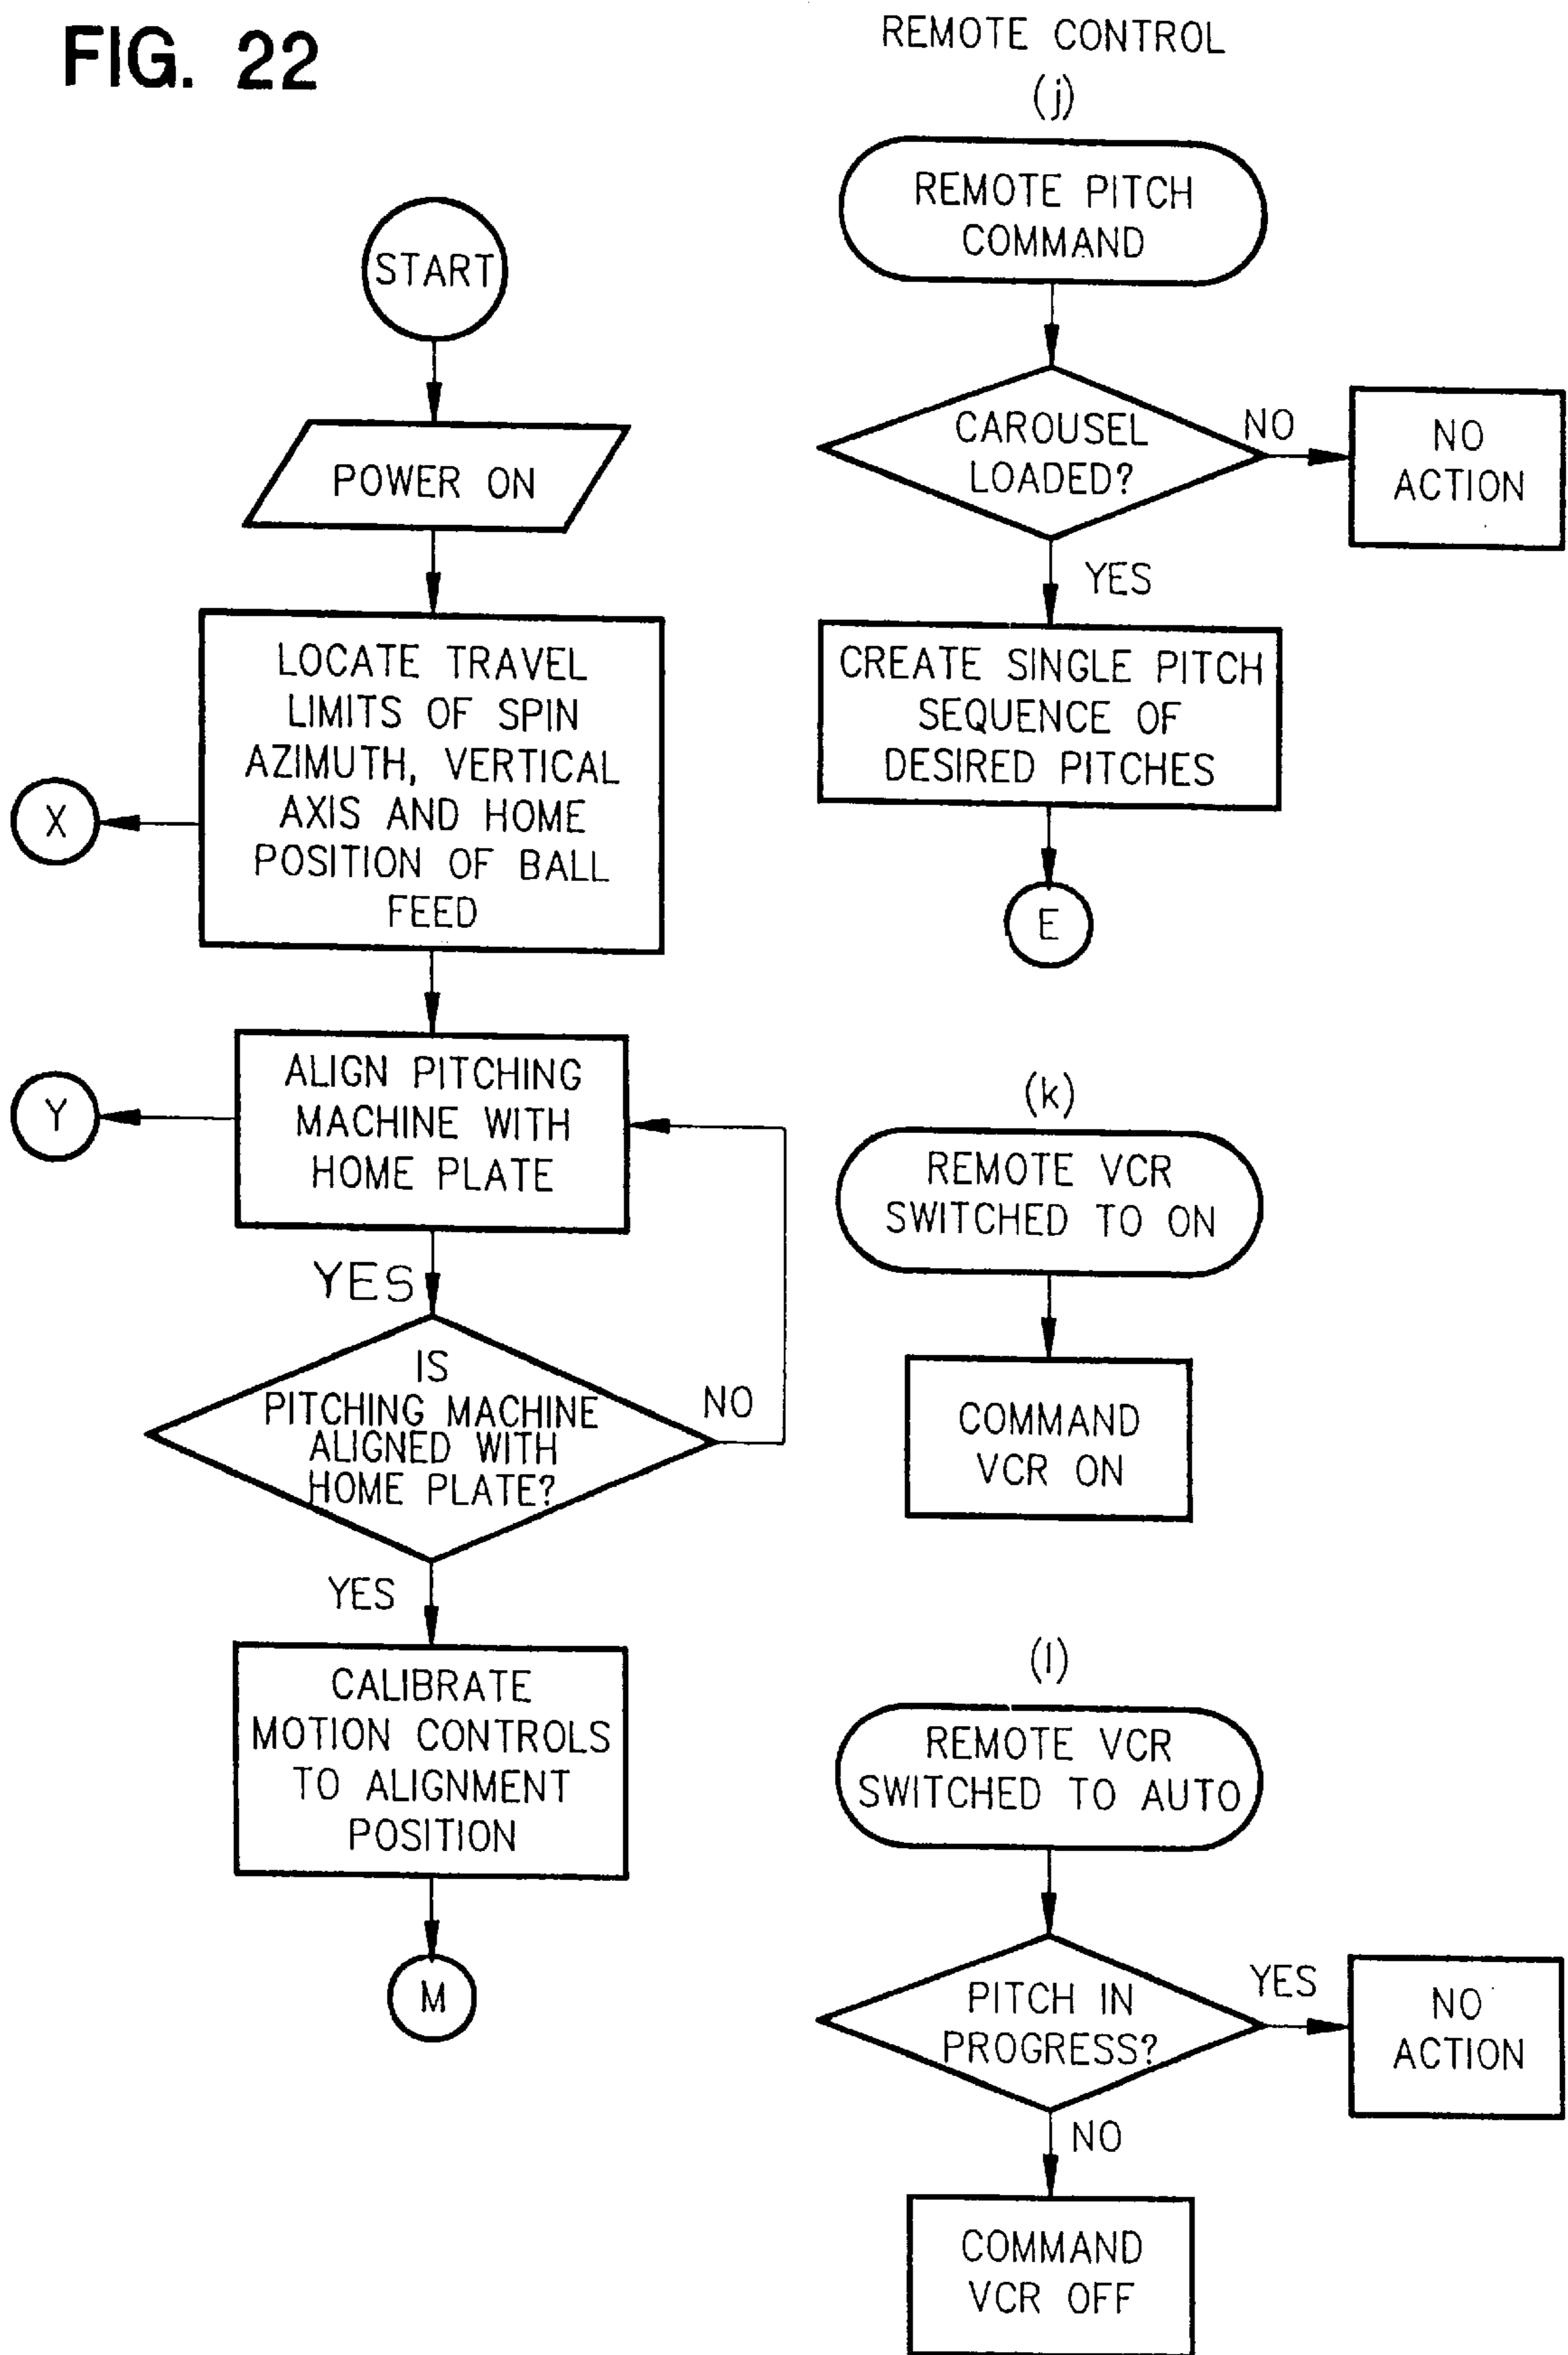 FIG. 22
START
POWER ON
LOCATE TRAVEL
LIMITS OF SPIN
AZIMUTH, VERTICAL
AXIS AND HOME
POSITION OF BALL
FEED
X
ALIGN PITCHING
MACHINE WITH
HOME PLATE
Y
YES
IS
PITCHING MACHINE
ALIGNED WITH
HOME PLATE?
NO
YES
CALIBRATE
MOTION CONTROLS
TO ALIGNMENT
POSITION
M
REMOTE CONTROL
(j)
REMOTE PITCH
COMMAND
CAROUSEL
LOADED?
NO
NO
ACTION
YES
CREATE SINGLE PITCH
SEQUENCE OF
DESIRED PITCHES
E
(k)
REMOTE VCR
SWITCHED TO ON
COMMAND
VCR ON
(l)
REMOTE VCR
SWITCHED TO AUTO
PITCH IN
PROGRESS?
YES
NO
ACTION
NO
COMMAND
VCR OFF